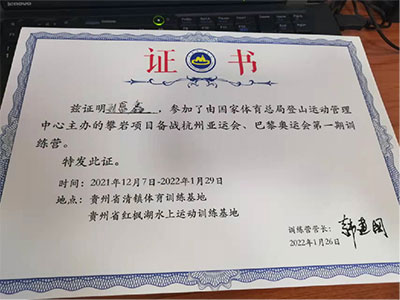 lenovo
证 书
兹证明 ，参加了由国家体育总局登山运动管理
中心主办的攀岩项目备战杭州亚运会、巴黎奥运会第一期训
练营。
特发此证。
时间：2021年12月7日-2022年1月29日
地点：贵州省清镇体育训练基地
贵州省红枫湖水上运动训练基地
训练营营长：
2022年1月26日